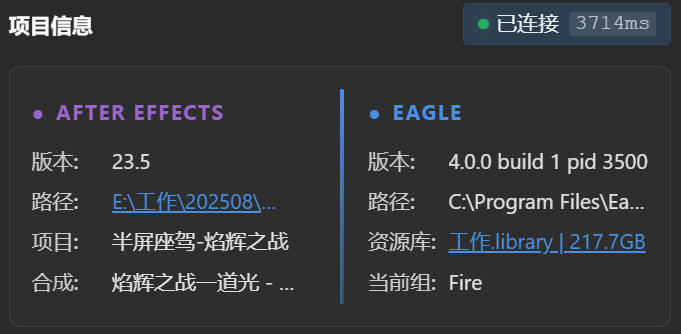 项目信息
已连接 3714ms
AFTER EFFECTS
版本: 23.5
路径: E:\工作\202508\...
项目: 半屏座驾-焰辉之战
合成: 焰辉之战一道光 - ...
EAGLE
版本: 4.0.0 build 1 pid 3500
路径: C:\Program Files\Ea...
资源库: 工作.library | 217.7GB
当前组: Fire